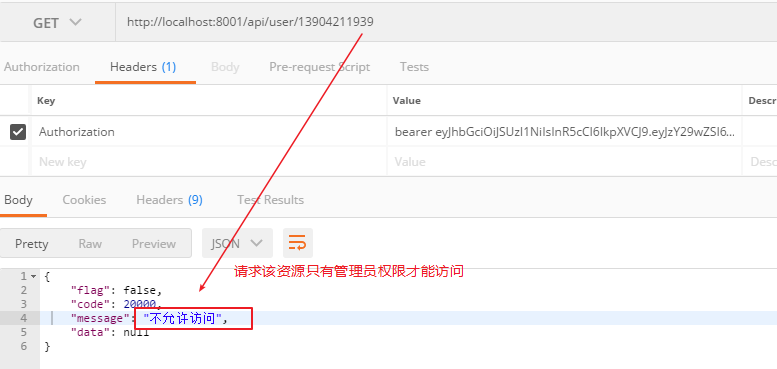 GET http://localhost:8001/api/user/13904211939
Authorization Headers (1) Body Pre-request Script Tests
Key Value Descr
Authorization bearer eyJhbGciOiJSUzI1NiIsInR5cCI6IkpXVCJ9.eyJzY29wZSI6...
New key Value Descr
Body Cookies Headers (9) Test Results
Pretty Raw Preview JSON
请求该资源只有管理员权限才能访问
1 {
2 "flag": false,
3 "code": 20000,
4 "message": "不允许访问",
5 "data": null
6 }